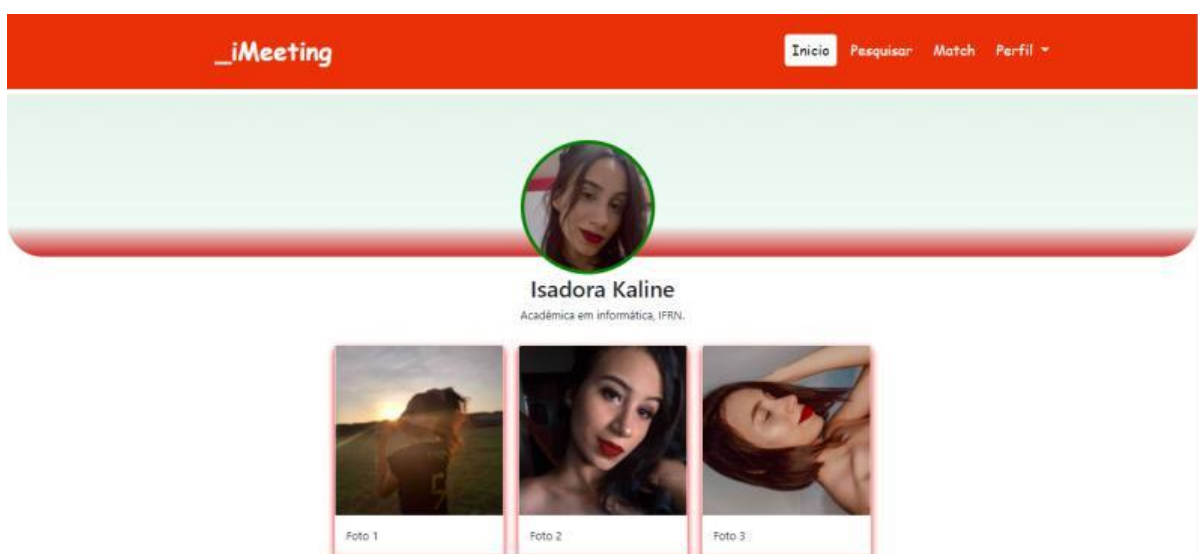 _iMeeting
Inicio Pesquisar Match Perfil
Isadora Kaline
Acadêmica em informática, IFRN.
Foto 1 Foto 2 Foto 3